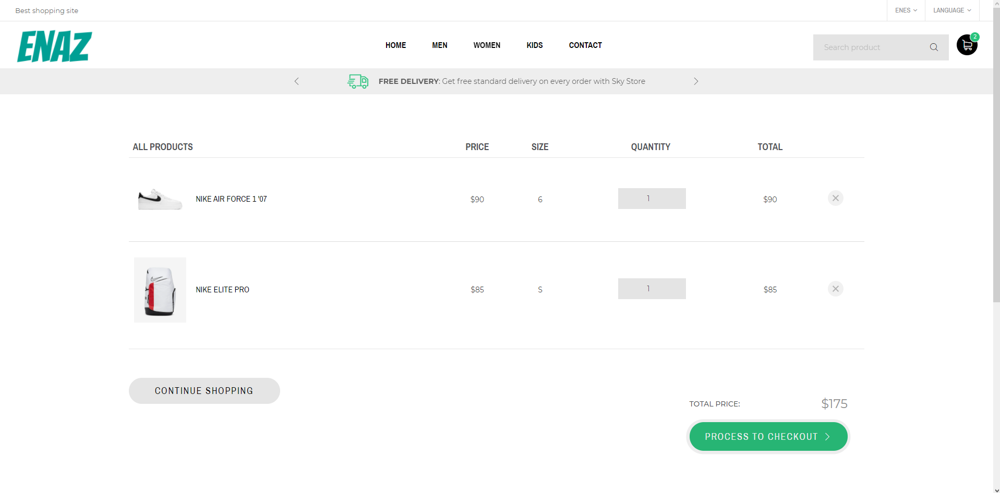 Best shopping site
ENES
LANGUAGE
ENAZ
HOME
MEN
WOMEN
KIDS
CONTACT
Search product
2
FREE DELIVERY: Get free standard delivery on every order with Sky Store
ALL PRODUCTS
PRICE
SIZE
QUANTITY
TOTAL
NIKE AIR FORCE 1 '07
$90
6
1
$90
NIKE ELITE PRO
$85
S
1
$85
CONTINUE SHOPPING
TOTAL PRICE:
$175
PROCESS TO CHECKOUT